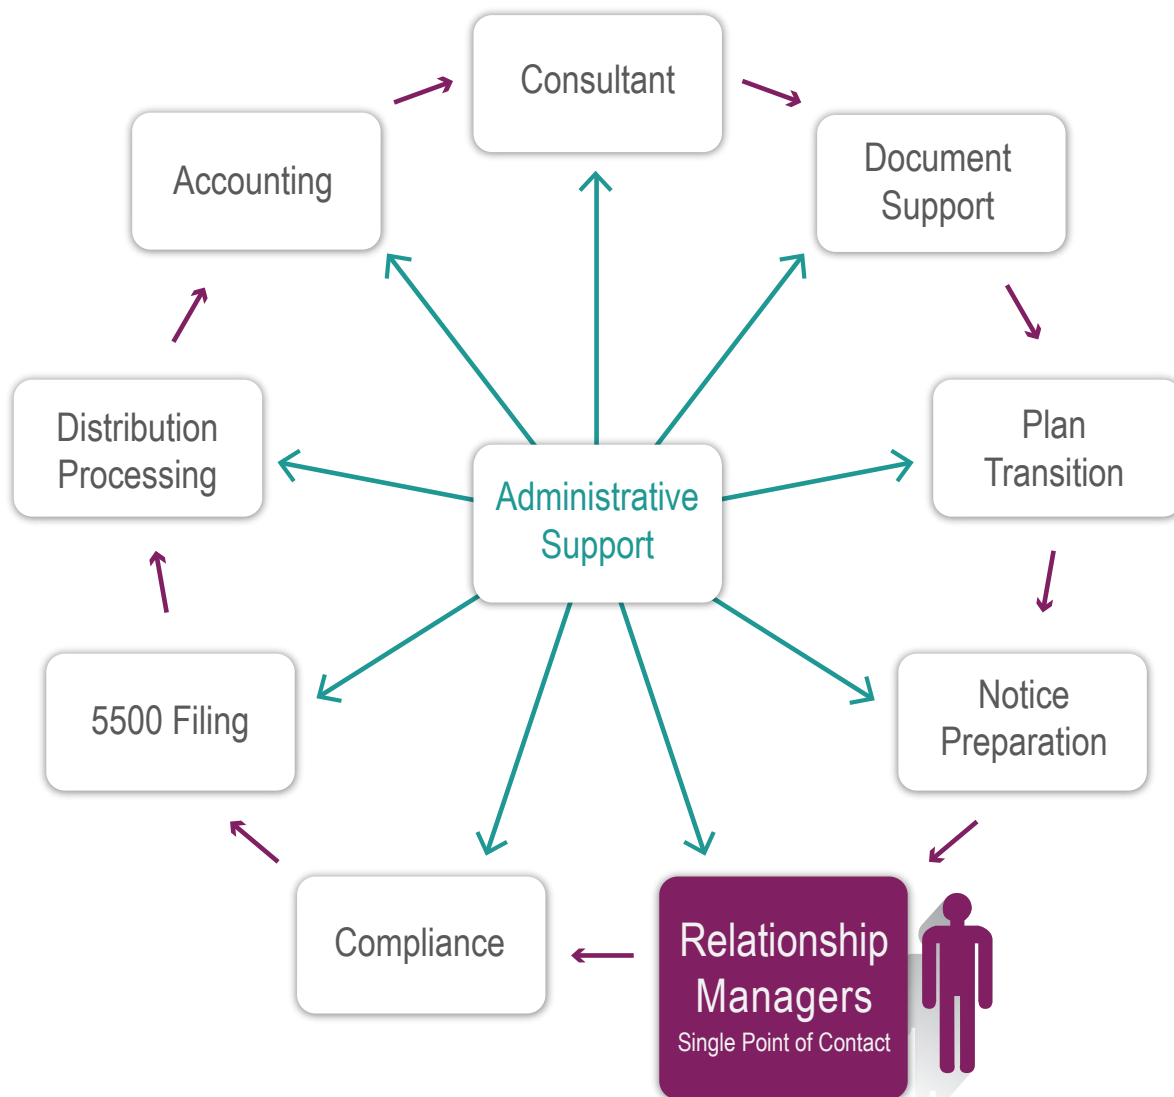 Consultant
Document
Support
Accounting
Plan
Transition
Distribution
Processing
Administrative
Support
Notice
Preparation
5500 Filing
Relationship
Managers
Single Point of Contact
Compliance